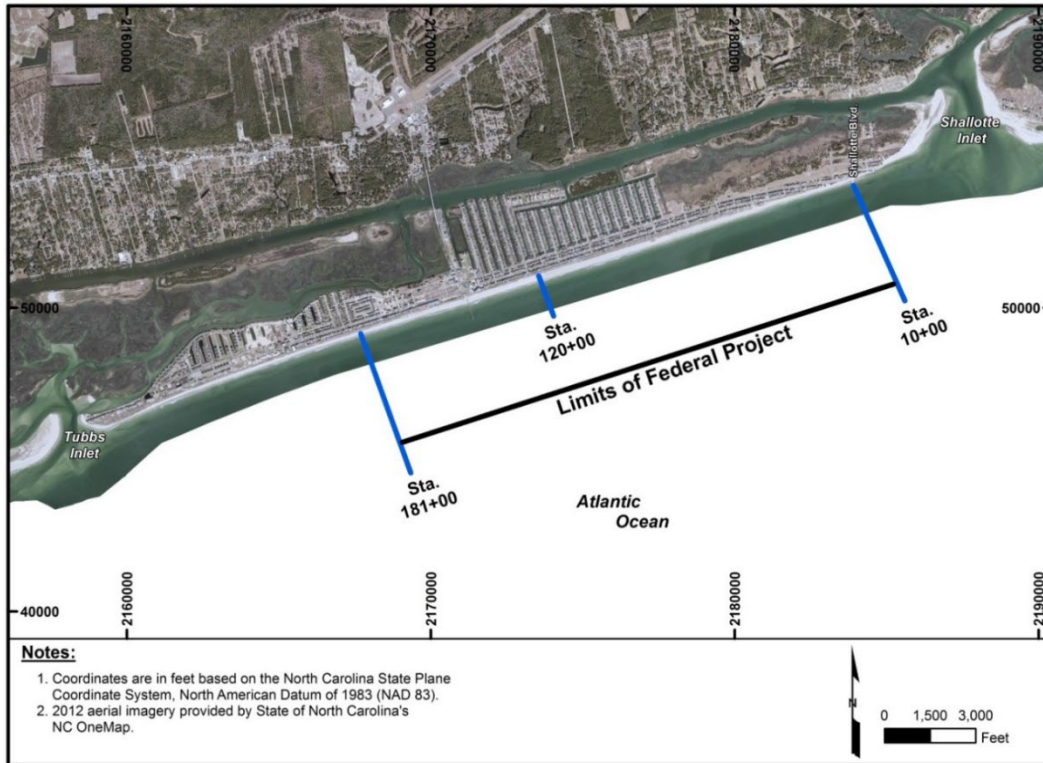 2160000
2170000
2180000
2190000
Shallotte Blvd
Shallotte
Inlet
50000
50000
Sta.
120+00
Sta.
10+00
Limits of Federal Project
Tubbs
Inlet
Sta.
181+00
Atlantic
Ocean
40000
2160000
2170000
2180000
2190000
Notes:
1. Coordinates are in feet based on the North Carolina State Plane
Coordinate System, North American Datum of 1983 (NAD 83).
2. 2012 aerial imagery provided by State of North Carolina's
NC OneMap.
N
0 1,500 3,000
Feet